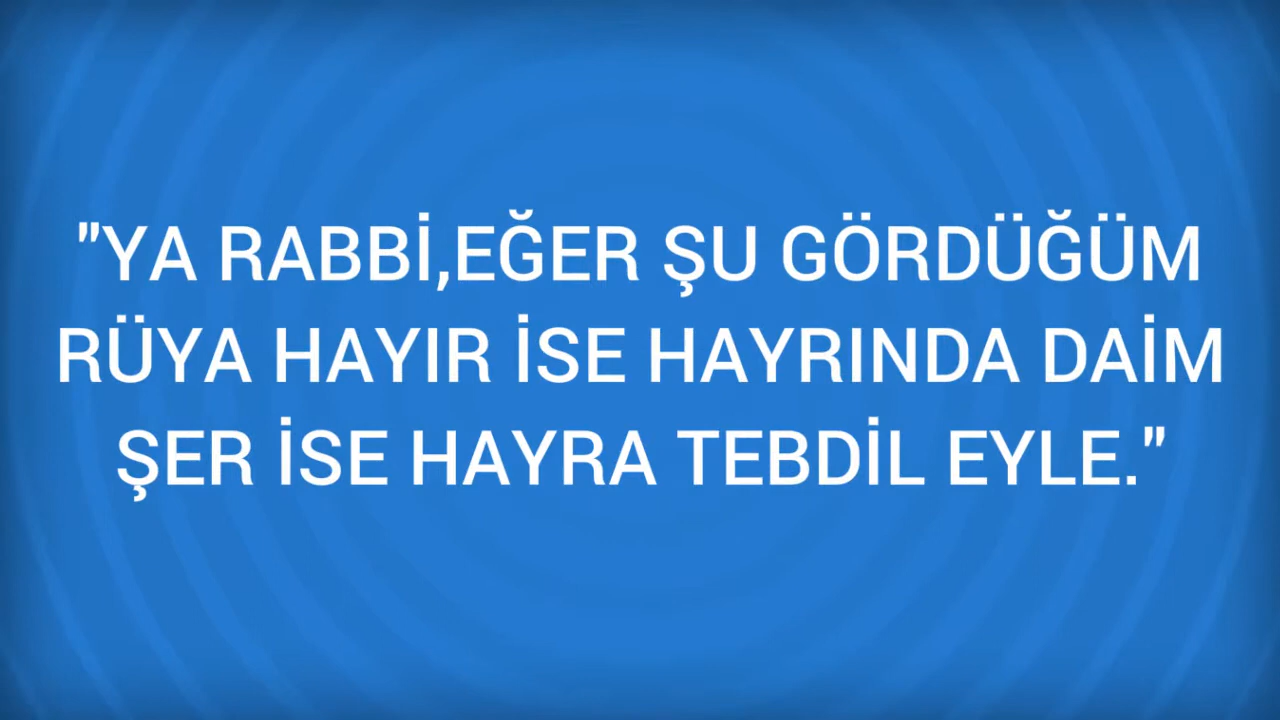 "YA RABBİ,EĞER ŞU GÖRDÜĞÜM
RÜYA HAYIR İSE HAYRINDA DAİM
ŞER İSE HAYRA TEBDİL EYLE."